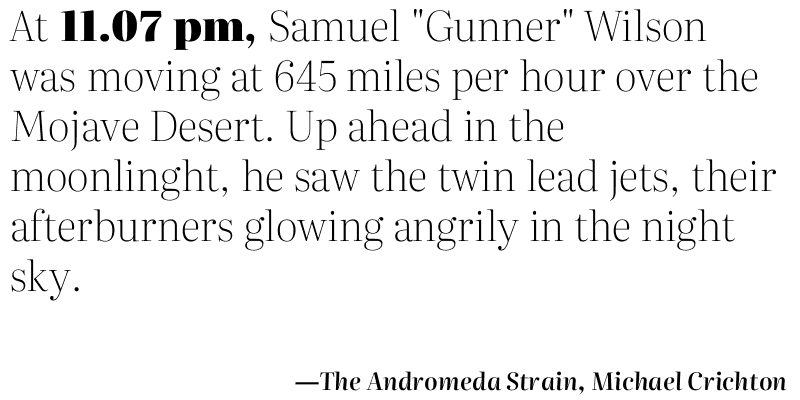 At 11.07 pm, Samuel "Gunner" Wilson
was moving at 645 miles per hour over the
Mojave Desert. Up ahead in the
moonlinght, he saw the twin lead jets, their
afterburners glowing angrily in the night
sky.
—The Andromeda Strain, Michael Crichton